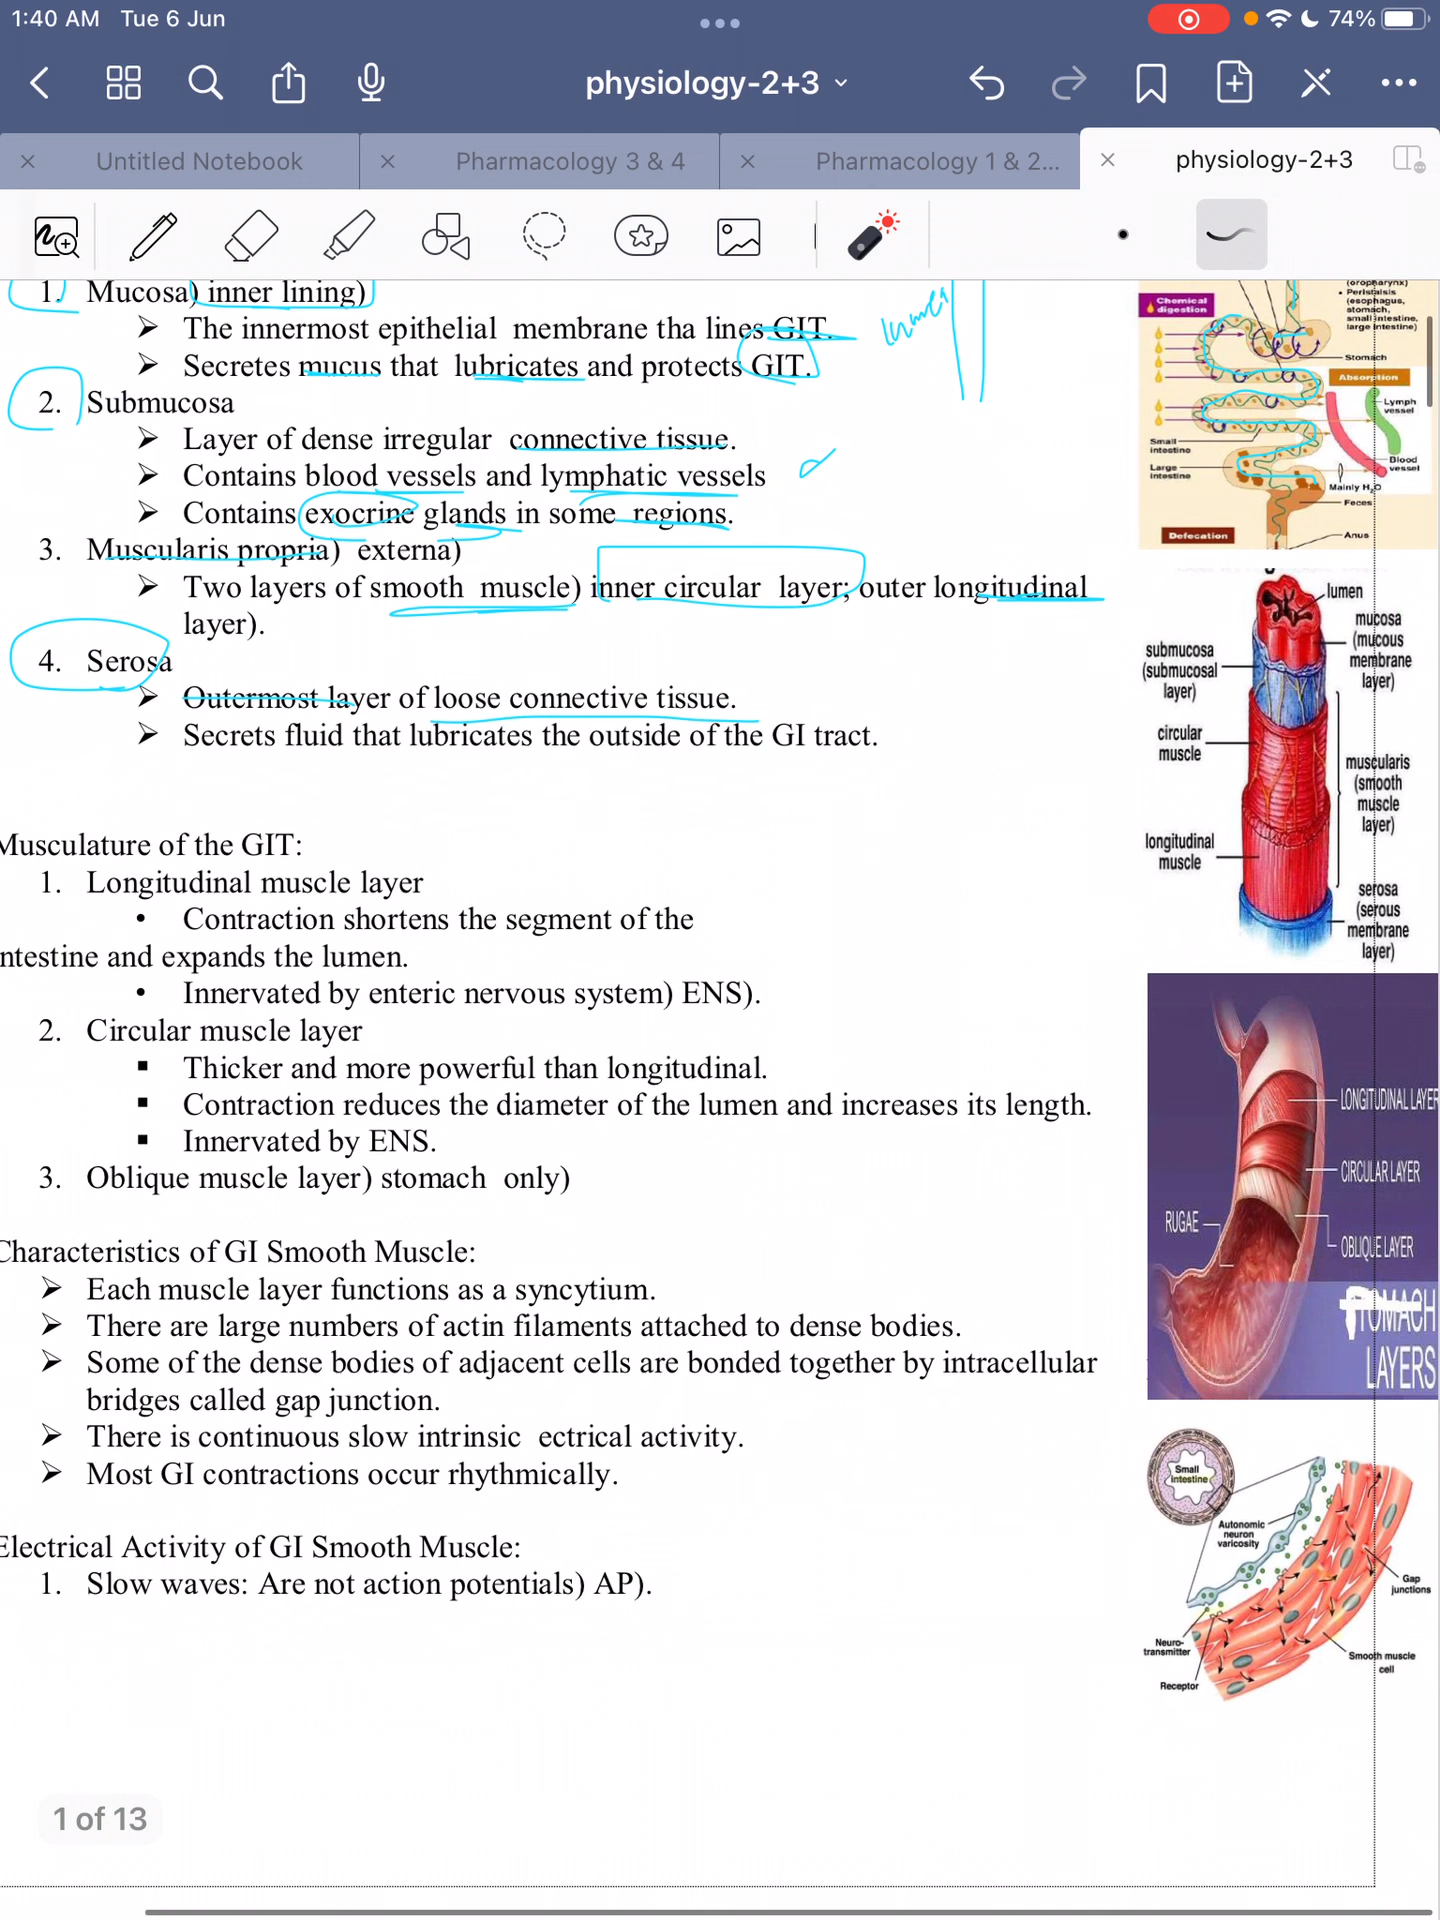 1:40 AM Tue 6 Jun
74%
physiology-2+3
Untitled Notebook
Pharmacology 3 & 4
Pharmacology 1 & 2...
physiology-2+3
1. Mucosa) inner lining)
➢ The innermost epithelial membrane tha lines GIT.
lumen
➢ Secretes mucus that lubricates and protects GIT.
2. Submucosa
➢ Layer of dense irregular connective tissue.
➢ Contains blood vessels and lymphatic vessels
➢ Contains exocrine glands in some regions.
3. Muscularis propria) externa)
➢ Two layers of smooth muscle) inner circular layer; outer longitudinal
layer).
4. Serosa
➢ Outermost layer of loose connective tissue.
➢ Secrets fluid that lubricates the outside of the GI tract.
Musculature of the GIT:
1. Longitudinal muscle layer
• Contraction shortens the segment of the
ntestine and expands the lumen.
• Innervated by enteric nervous system) ENS).
2. Circular muscle layer
▪ Thicker and more powerful than longitudinal.
▪ Contraction reduces the diameter of the lumen and increases its length.
▪ Innervated by ENS.
3. Oblique muscle layer) stomach only)
Characteristics of GI Smooth Muscle:
➢ Each muscle layer functions as a syncytium.
➢ There are large numbers of actin filaments attached to dense bodies.
➢ Some of the dense bodies of adjacent cells are bonded together by intracellular
bridges called gap junction.
➢ There is continuous slow intrinsic ectrical activity.
➢ Most GI contractions occur rhythmically.
Electrical Activity of GI Smooth Muscle:
1. Slow waves: Are not action potentials) AP).
1 of 13
(oropharynx)
• Peristalsis
(esophagus,
stomach,
small intestine,
large intestine)
Chemical
digestion
Stomach
Absorption
Lymph
vessel
Small
intestine
Blood
vessel
Large
intestine
Mainly H₂O
Feces
Defecation
Anus
lumen
mucosa
(mucous
membrane
layer)
submucosa
(submucosal
layer)
circular
muscle
muscularis
(smooth
muscle
layer)
longitudinal
muscle
serosa
(serous
membrane
layer)
LONGITUDINAL LAYER
CIRCULAR LAYER
RUGAE
OBLIQUE LAYER
STOMACH
LAYERS
Small
intestine
Autonomic
neuron
varicosity
Gap
junctions
Neuro-
transmitter
Smooth muscle
cell
Receptor